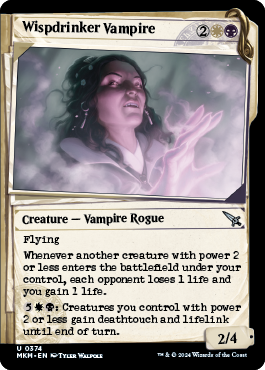 Wispdrinker Vampire 2
Creature — Vampire Rogue
Flying
Whenever another creature with power 2
or less enters the battlefield under your
control, each opponent loses 1 life and
you gain 1 life.
5: Creatures you control with power
2 or less gain deathtouch and lifelink
until end of turn.
2/4
U 0374
MKM • EN Tyler Walpole
™ & © 2024 Wizards of the Coast